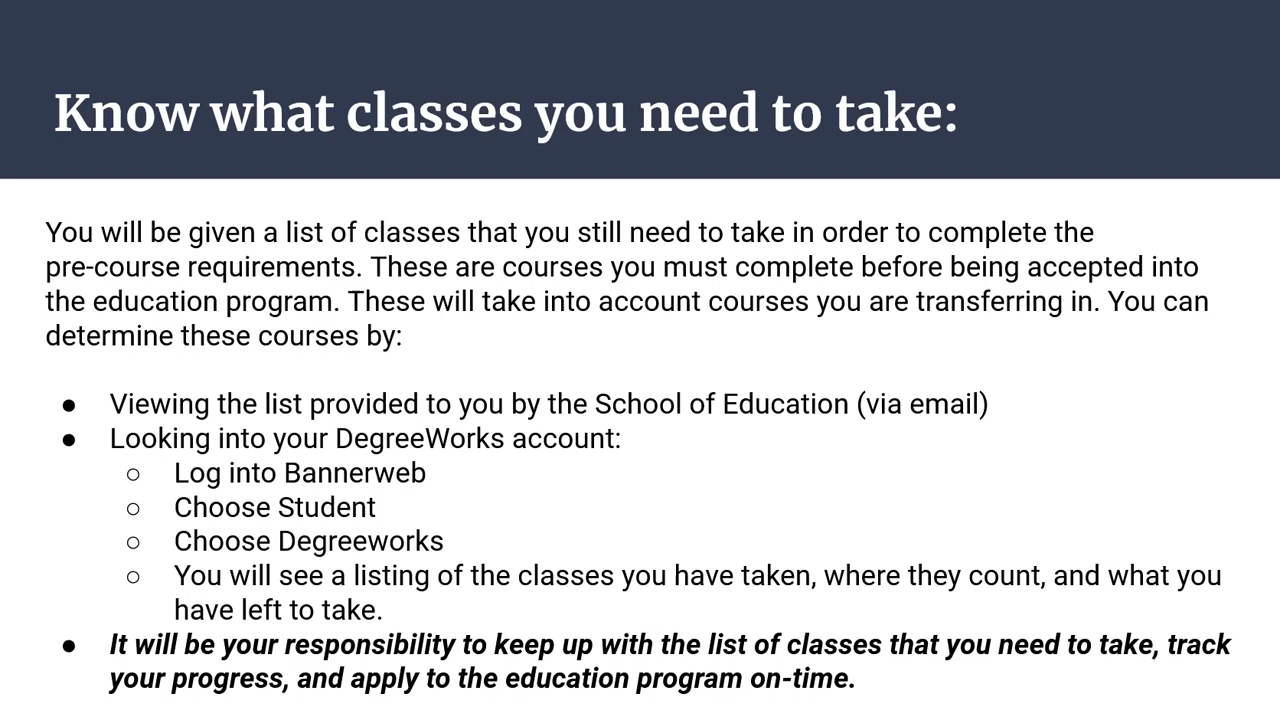 Know what classes you need to take:
You will be given a list of classes that you still need to take in order to complete the
pre-course requirements. These are courses you must complete before being accepted into
the education program. These will take into account courses you are transferring in. You can
determine these courses by:
● Viewing the list provided to you by the School of Education (via email)
● Looking into your DegreeWorks account:
○ Log into Bannerweb
○ Choose Student
○ Choose Degreeworks
○ You will see a listing of the classes you have taken, where they count, and what you
have left to take.
● It will be your responsibility to keep up with the list of classes that you need to take, track
your progress, and apply to the education program on-time.